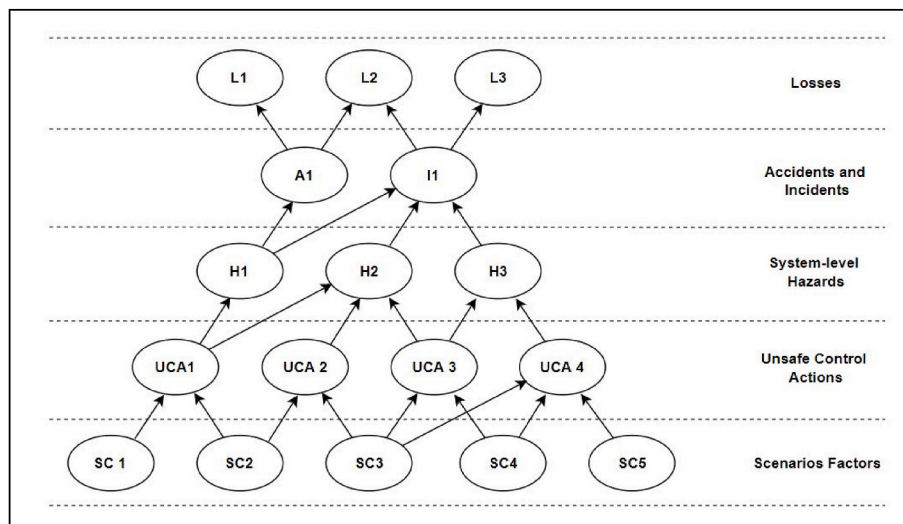 L1 L2 L3 Losses
A1 I1 Accidents and
Incidents
H1 H2 H3 System-level
Hazards
UCA1 UCA 2 UCA 3 UCA 4 Unsafe Control
Actions
SC 1 SC2 SC3 SC4 SC5 Scenarios Factors